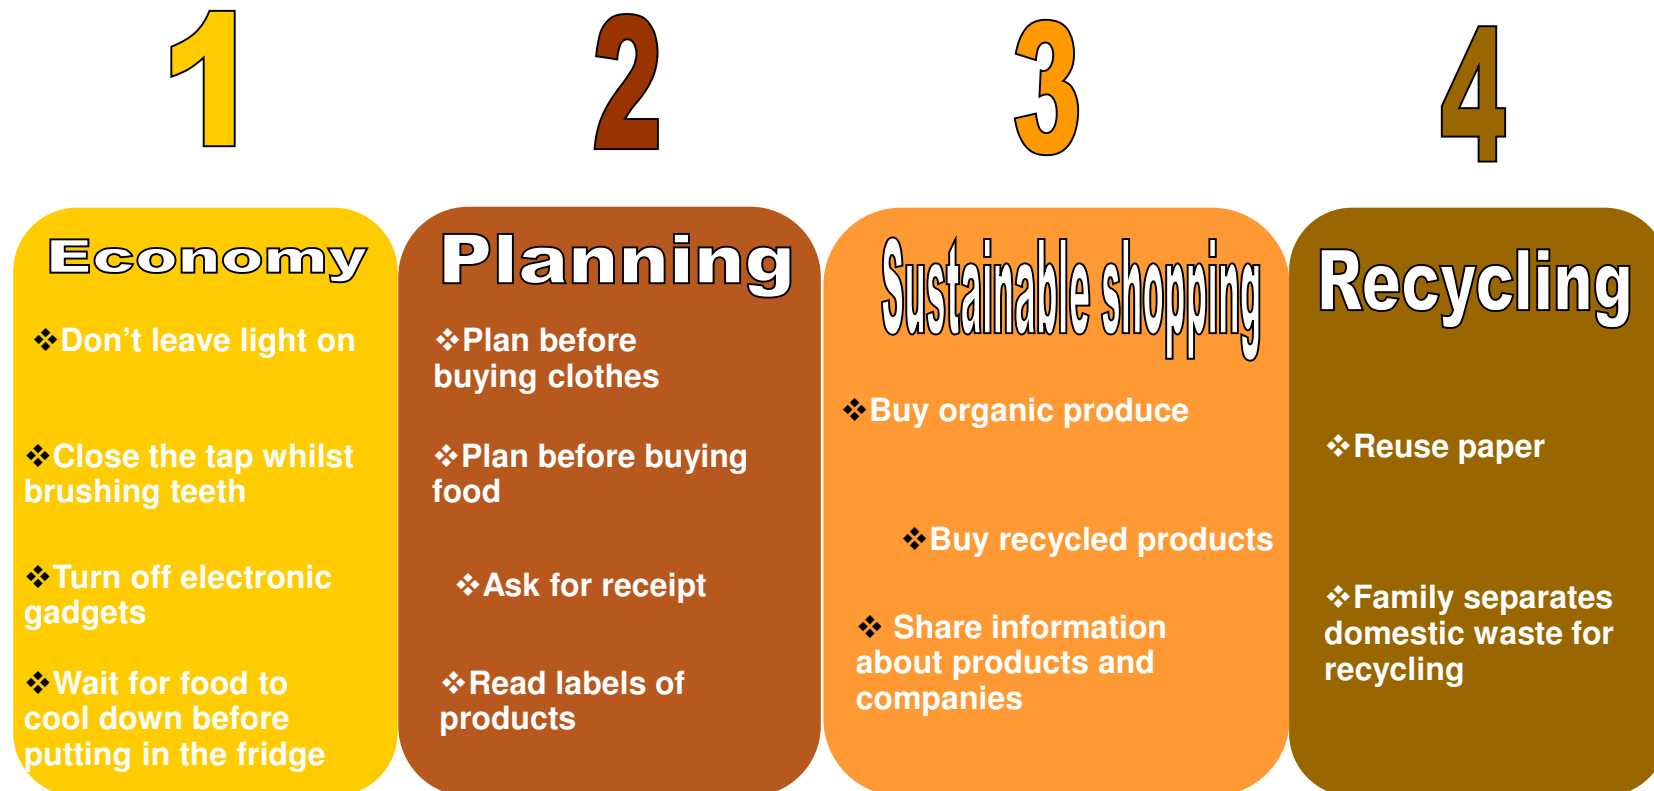 1
2
3
4
Economy
❖Don't leave light on
❖Close the tap whilst
brushing teeth
❖Turn off electronic
gadgets
❖Wait for food to
cool down before
putting in the fridge
Planning
❖Plan before
buying clothes
❖Plan before buying
food
❖Ask for receipt
❖Read labels of
products
Sustainable shopping
❖Buy organic produce
❖Buy recycled products
❖ Share information
about products and
companies
Recycling
❖Reuse paper
❖Family separates
domestic waste for
recycling